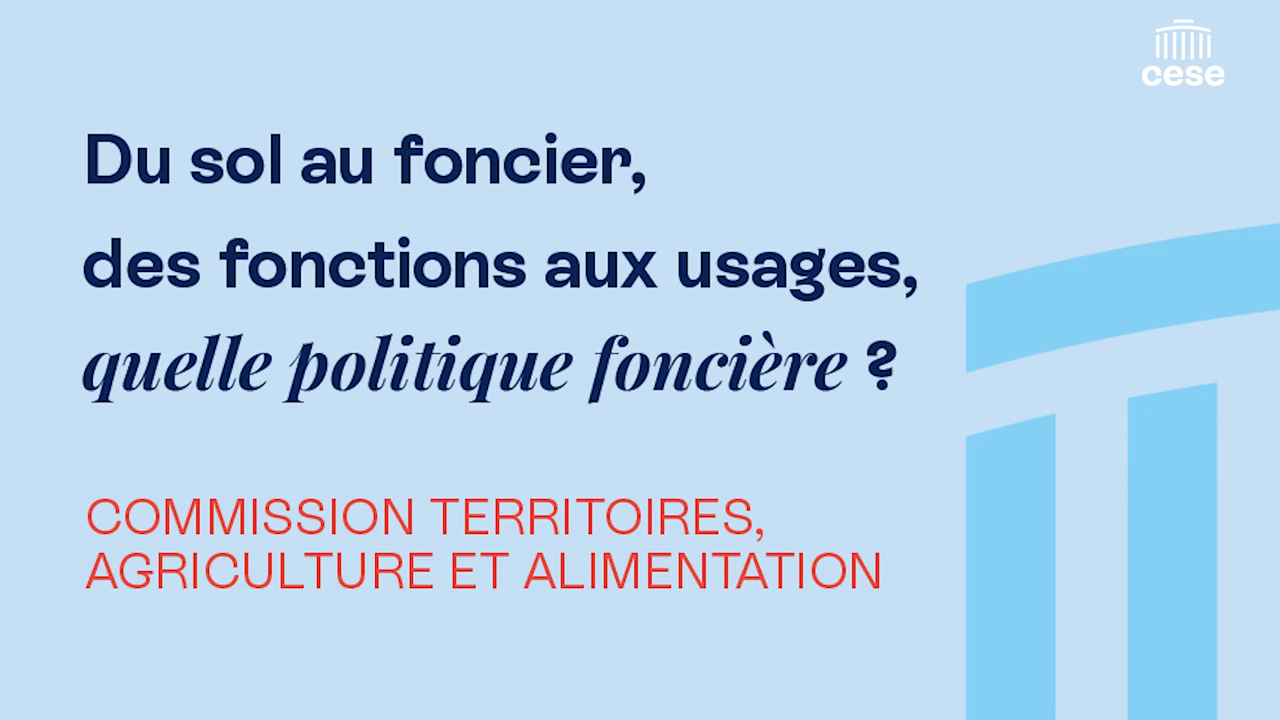 cese
Du sol au foncier,
des fonctions aux usages,
quelle politique foncière ?
COMMISSION TERRITOIRES,
AGRICULTURE ET ALIMENTATION